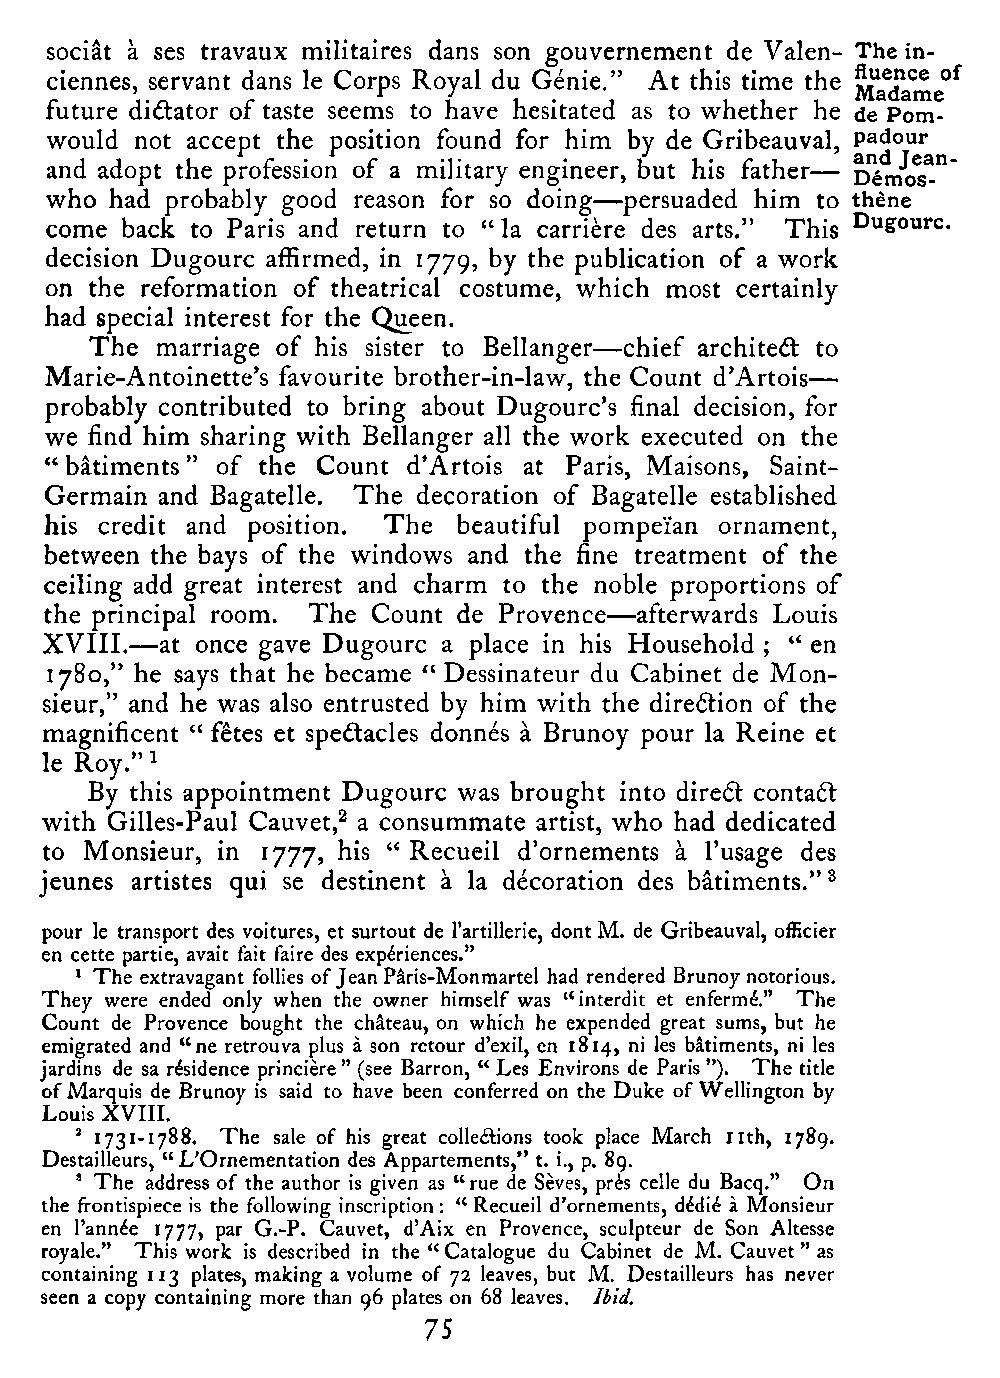 sociât à ses travaux militaires dans son gouvernement de Valen-
ciennes, servant dans le Corps Royal du Génie.” At this time the
future dictator of taste seems to have hesitated as to whether he
would not accept the position found for him by de Gribeauval,
and adopt the profession of a military engineer, but his father—
who had probably good reason for so doing—persuaded him to
come back to Paris and return to “la carrière des arts.” This
decision Dugourc affirmed, in 1779, by the publication of a work
on the reformation of theatrical costume, which most certainly
had special interest for the Queen.
The in-
fluence of
Madame
de Pom-
padour
and Jean-
Démos-
thène
Dugourc.
The marriage of his sister to Bellanger—chief architect to
Marie-Antoinette’s favourite brother-in-law, the Count d’Artois—
probably contributed to bring about Dugourc’s final decision, for
we find him sharing with Bellanger all the work executed on the
“bâtiments” of the Count d’Artois at Paris, Maisons, Saint-
Germain and Bagatelle. The decoration of Bagatelle established
his credit and position. The beautiful pompeïan ornament,
between the bays of the windows and the fine treatment of the
ceiling add great interest and charm to the noble proportions of
the principal room. The Count de Provence—afterwards Louis
XVIII.—at once gave Dugourc a place in his Household; “en
1780,” he says that he became “Dessinateur du Cabinet de Mon-
sieur,” and he was also entrusted by him with the direction of the
magnificent “fêtes et spectacles donnés à Brunoy pour la Reine et
le Roy.”¹
By this appointment Dugourc was brought into direct contact
with Gilles-Paul Cauvet,² a consummate artist, who had dedicated
to Monsieur, in 1777, his “Recueil d’ornements à l’usage des
jeunes artistes qui se destinent à la décoration des bâtiments.”³
pour le transport des voitures, et surtout de l’artillerie, dont M. de Gribeauval, officier
en cette partie, avait fait faire des expériences.”
¹ The extravagant follies of Jean Pâris-Monmartel had rendered Brunoy notorious.
They were ended only when the owner himself was “interdit et enfermé.” The
Count de Provence bought the château, on which he expended great sums, but he
emigrated and “ne retrouva plus à son retour d’exil, en 1814, ni les bâtiments, ni les
jardins de sa résidence princière” (see Barron, “Les Environs de Paris”). The title
of Marquis de Brunoy is said to have been conferred on the Duke of Wellington by
Louis XVIII.
² 1731-1788. The sale of his great collections took place March 11th, 1789.
Destailleurs, “L’Ornementation des Appartements,” t. i., p. 89.
³ The address of the author is given as “rue de Sèves, près celle du Bacq.” On
the frontispiece is the following inscription: “Recueil d’ornements, dédié à Monsieur
en l’année 1777, par G.-P. Cauvet, d’Aix en Provence, sculpteur de Son Altesse
royale.” This work is described in the “Catalogue du Cabinet de M. Cauvet” as
containing 113 plates, making a volume of 72 leaves, but M. Destailleurs has never
seen a copy containing more than 96 plates on 68 leaves. Ibid.
75